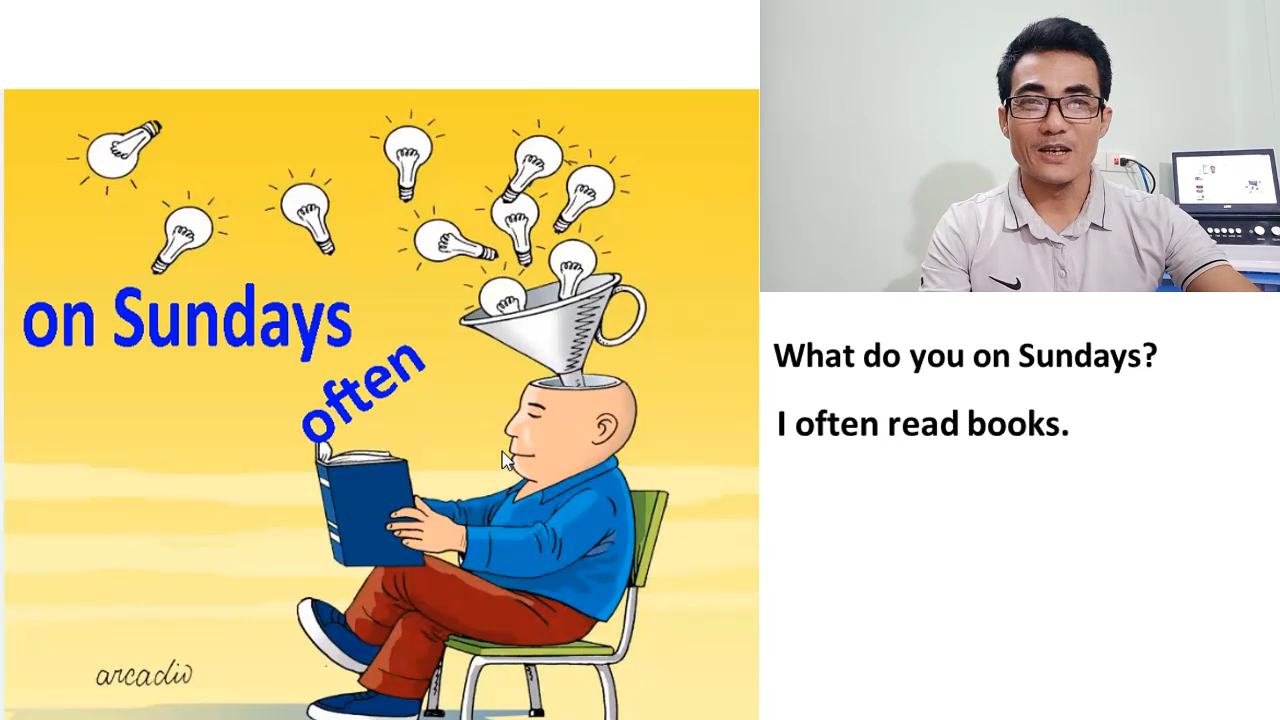 on Sundays
often
arcadio
What do you on Sundays?
I often read books.